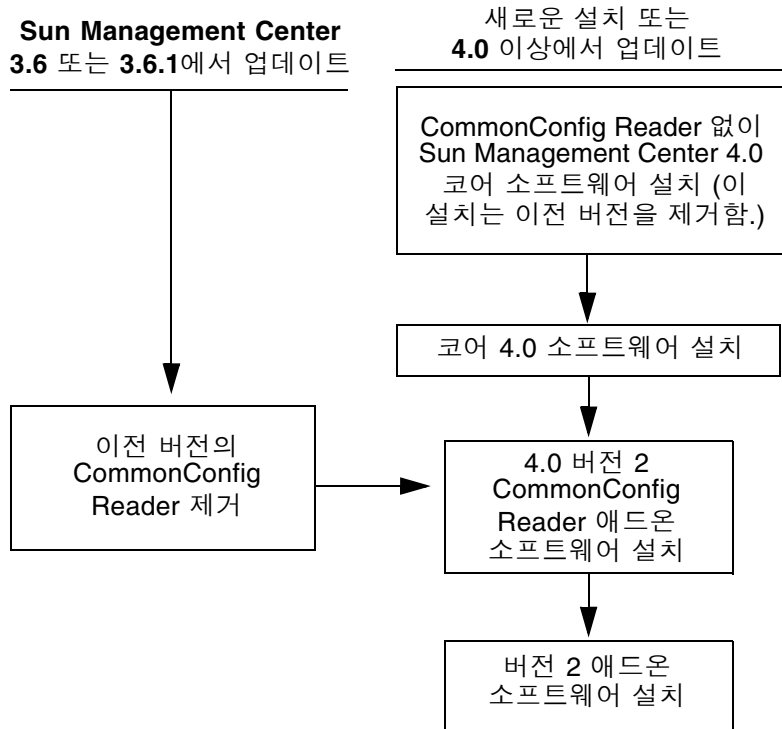 Sun Management Center
3.6 또는 3.6.1에서 업데이트
새로운 설치 또는
4.0 이상에서 업데이트
CommonConfig Reader 없이
Sun Management Center 4.0
코어 소프트웨어 설치 (이
설치는 이전 버전을 제거함.)
코어 4.0 소프트웨어 설치
이전 버전의
CommonConfig
Reader 제거
4.0 버전 2
CommonConfig
Reader 애드온
소프트웨어 설치
버전 2 애드온
소프트웨어 설치